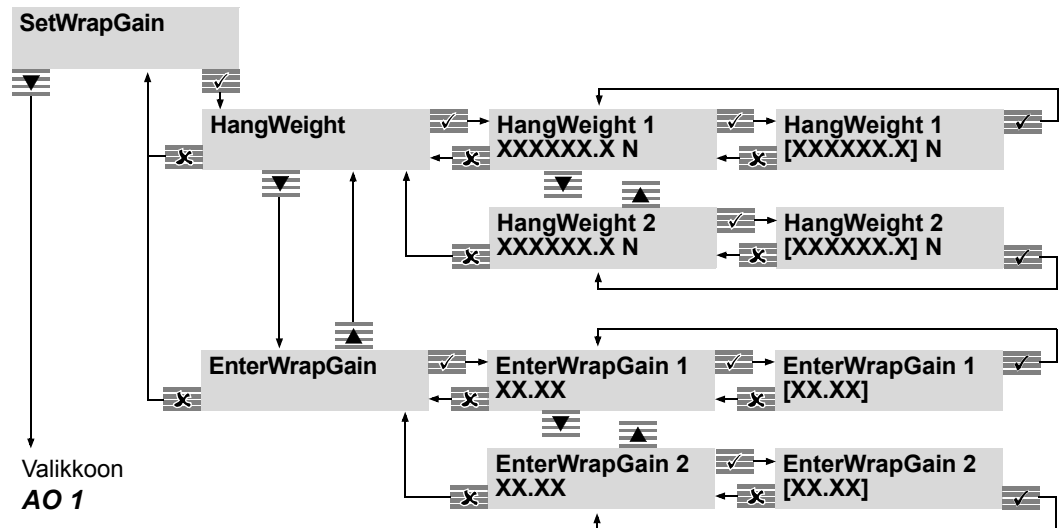 SetWrapGain
HangWeight
HangWeight 1
XXXXXX.X N
HangWeight 1
[XXXXXX.X] N
HangWeight 2
XXXXXX.X N
HangWeight 2
[XXXXXX.X] N
EnterWrapGain
EnterWrapGain 1
XX.XX
EnterWrapGain 1
[XX.XX]
EnterWrapGain 2
XX.XX
EnterWrapGain 2
[XX.XX]
Valikkoon
AO 1